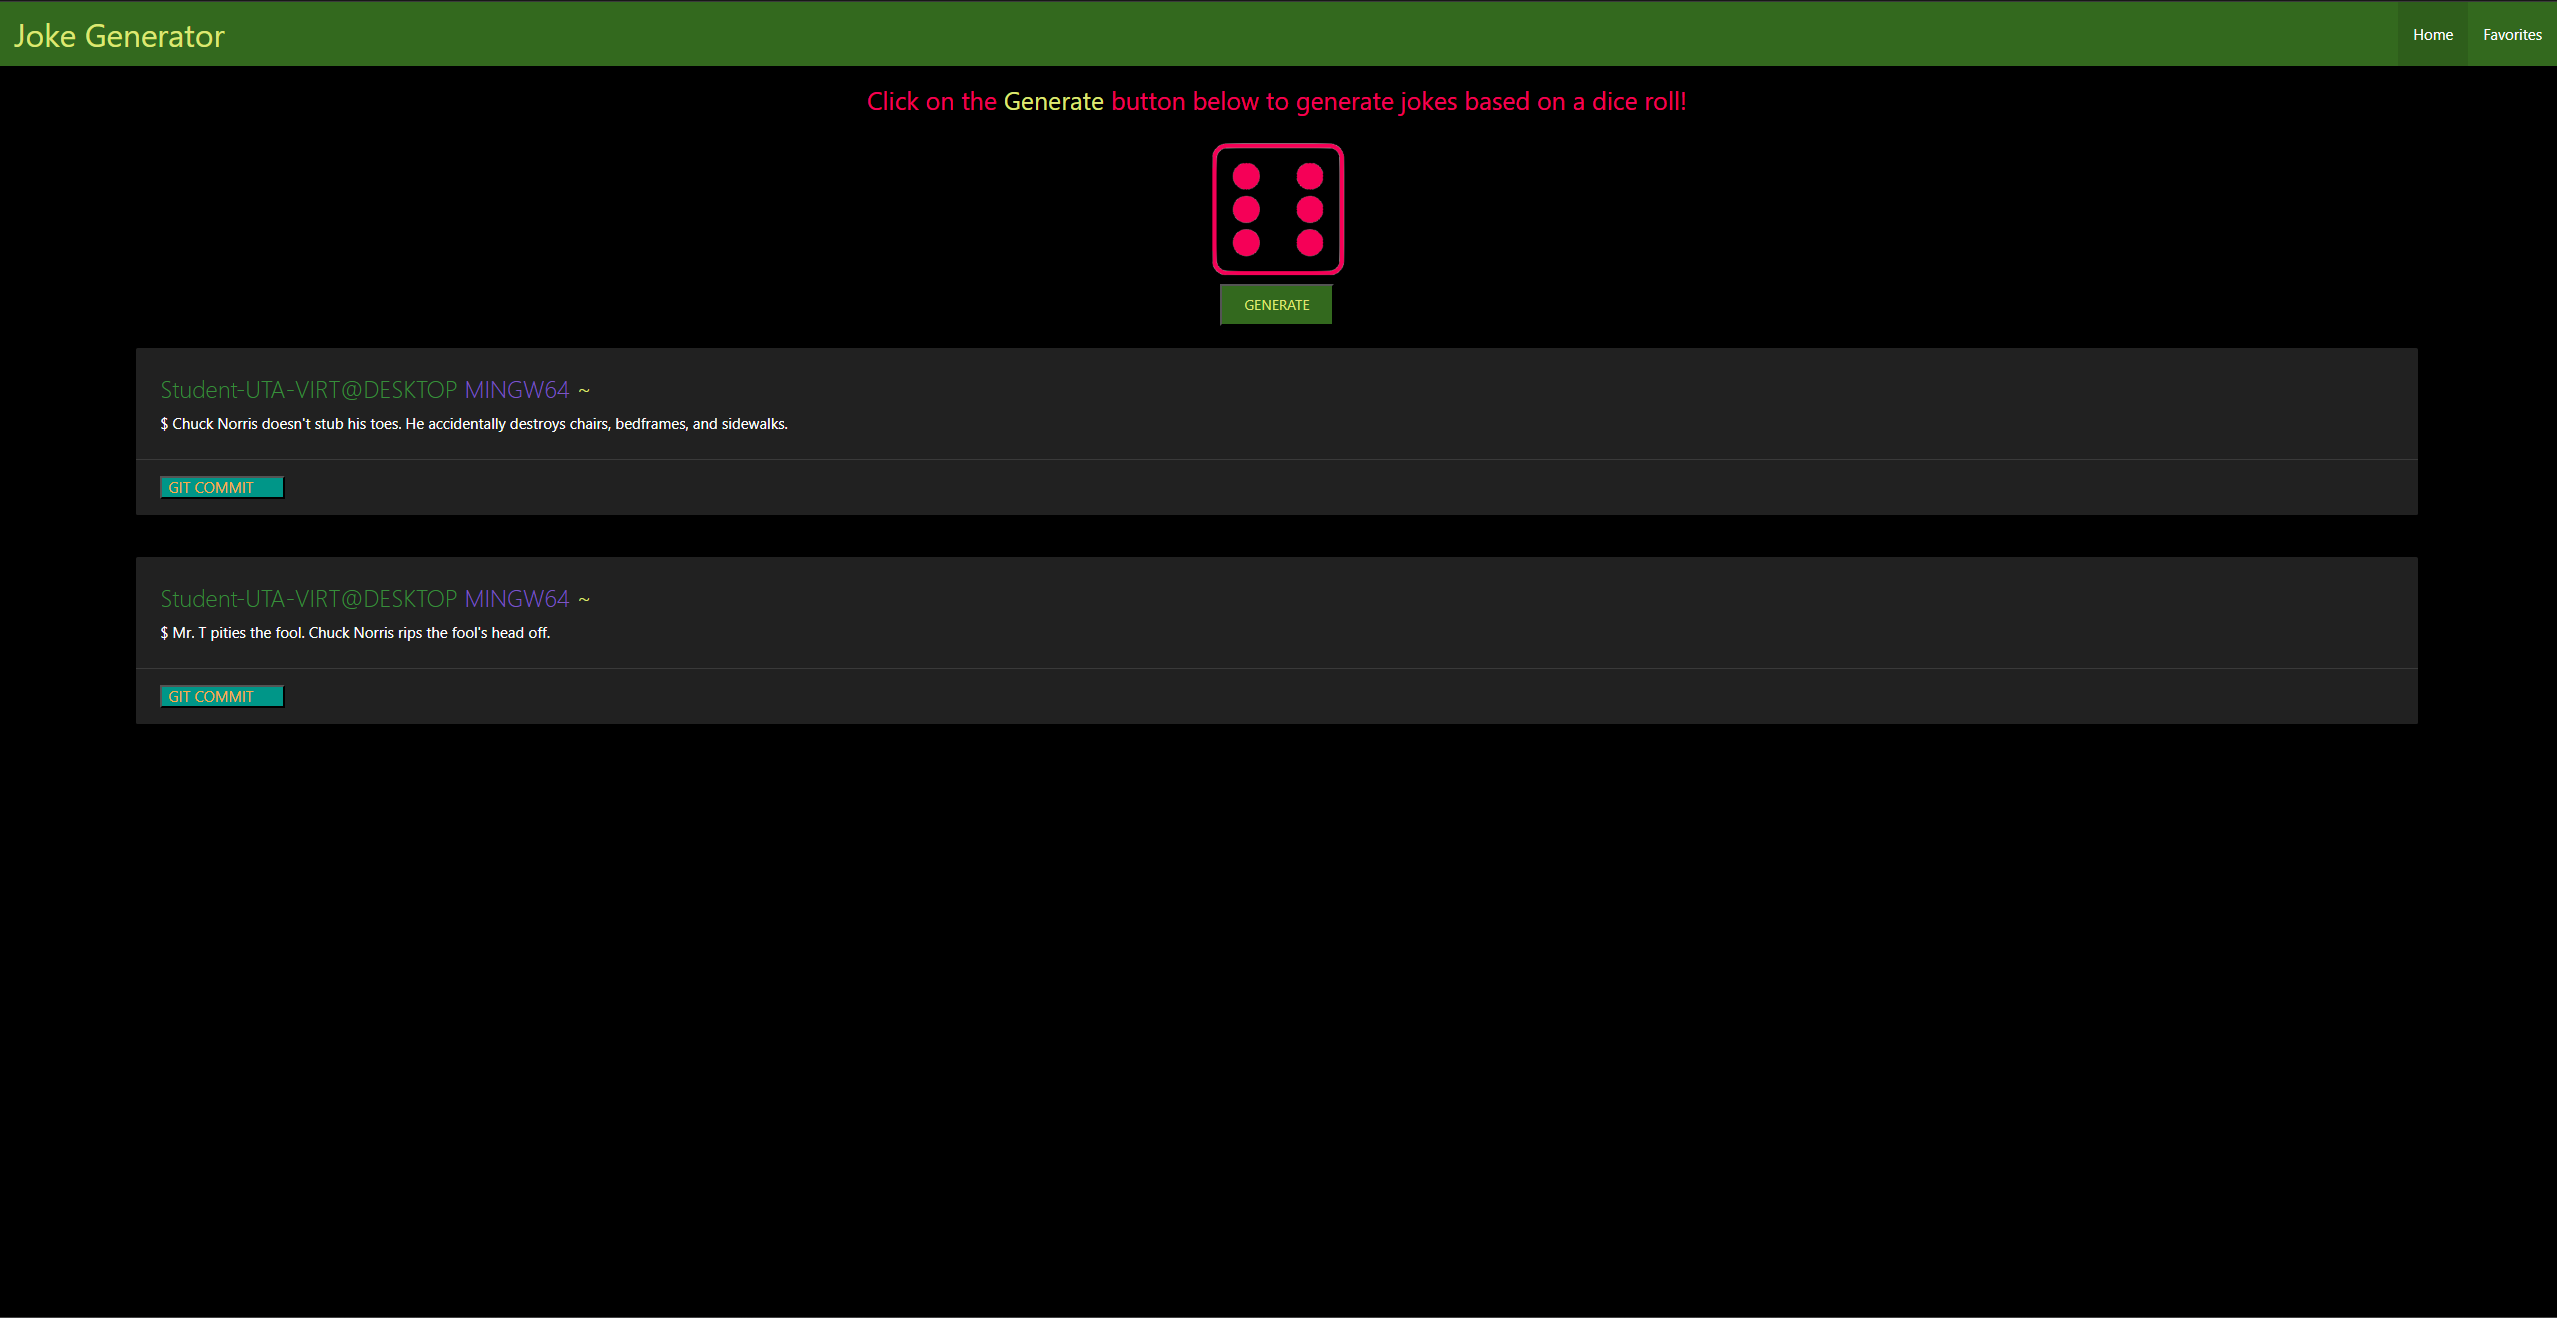 Joke Generator
Home
Favorites
Click on the Generate button below to generate jokes based on a dice roll!
GENERATE
Student-UTA-VIRT@DESKTOP MINGW64 ~
$ Chuck Norris doesn't stub his toes. He accidentally destroys chairs, bedframes, and sidewalks.
GIT COMMIT
Student-UTA-VIRT@DESKTOP MINGW64 ~
$ Mr. T pities the fool. Chuck Norris rips the fool's head off.
GIT COMMIT